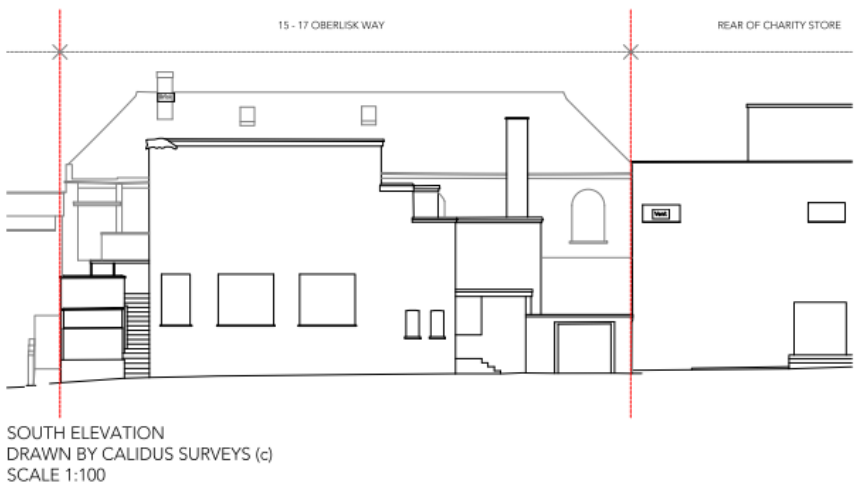 15 - 17 OBERLISK WAY
REAR OF CHARITY STORE
Vent
SOUTH ELEVATION
DRAWN BY CALIDUS SURVEYS (c)
SCALE 1:100